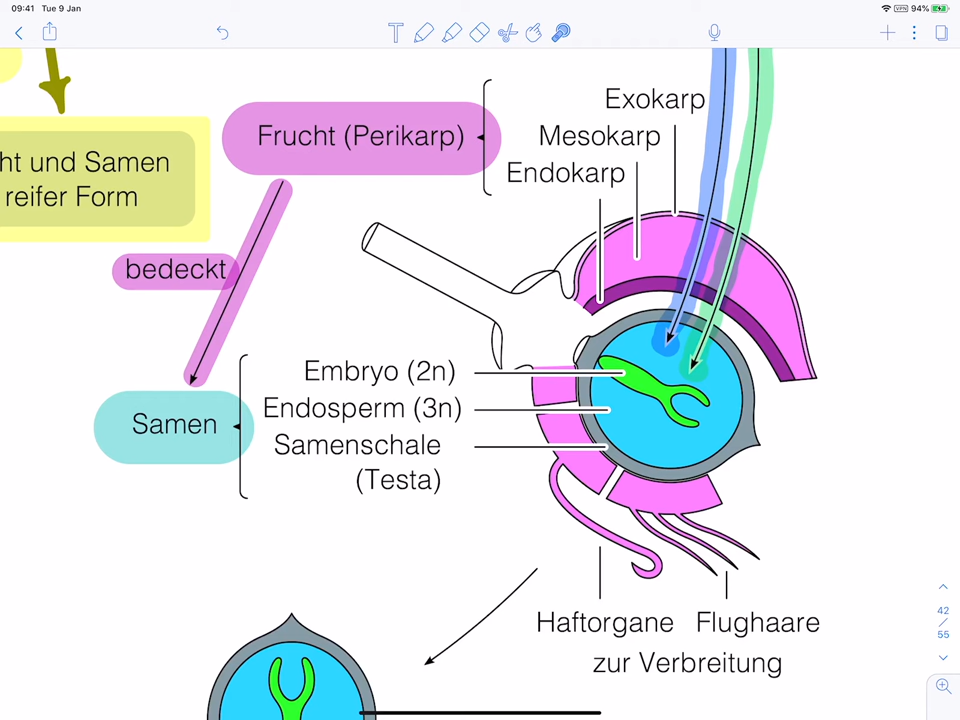 09:41 Tue 9 Jan
VPN 94%
T
Exokarp
Frucht (Perikarp)
Mesokarp
Endokarp
ht und Samen
reifer Form
bedeckt
Embryo (2n)
Samen
Endosperm (3n)
Samenschale
(Testa)
Haftorgane Flughaare
zur Verbreitung
42
/
55